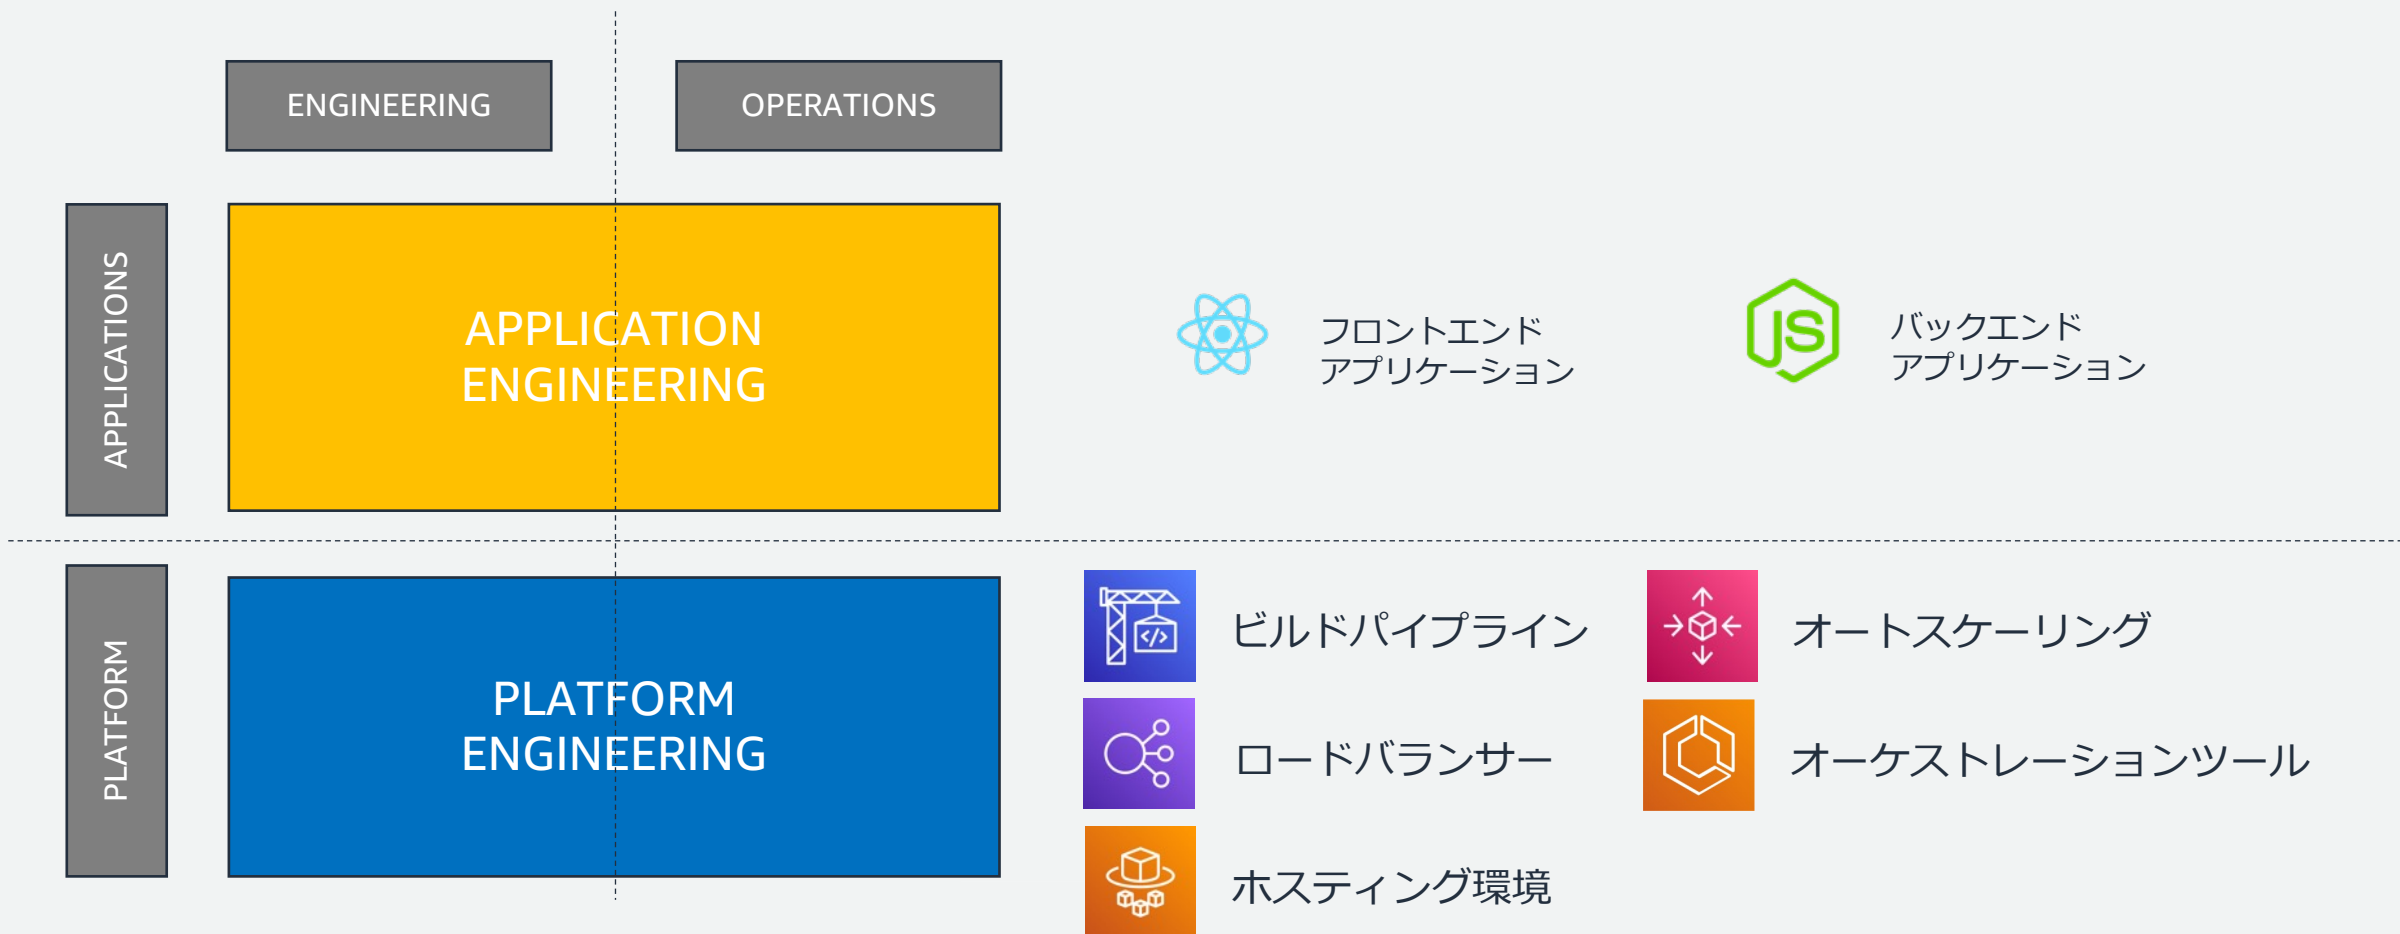 ENGINEERING
OPERATIONS
APPLICATIONS
APPLICATION
ENGINEERING
フロントエンド
アプリケーション
JS
バックエンド
アプリケーション
PLATFORM
PLATFORM
ENGINEERING
</>
ビルドパイプライン
オートスケーリング
ロードバランサー
オーケストレーションツール
ホスティング環境